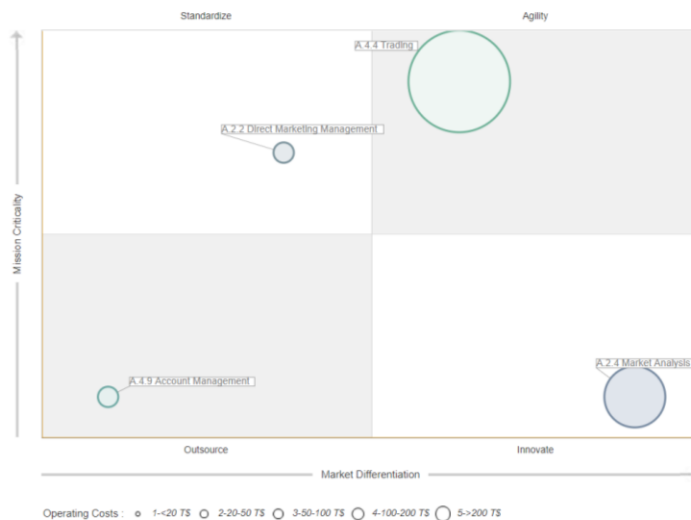 Standardize
Agility
A.4.4 Trading
A.2.2 Direct Marketing Management
Mission Criticality
A.2.4 Market Analysis
A.4.9 Account Management
Outsource
Innovate
Market Differentiation
Operating Costs : 1-<20 T$ 2-20-50 T$ 3-50-100 T$ 4-100-200 T$ 5->200 T$